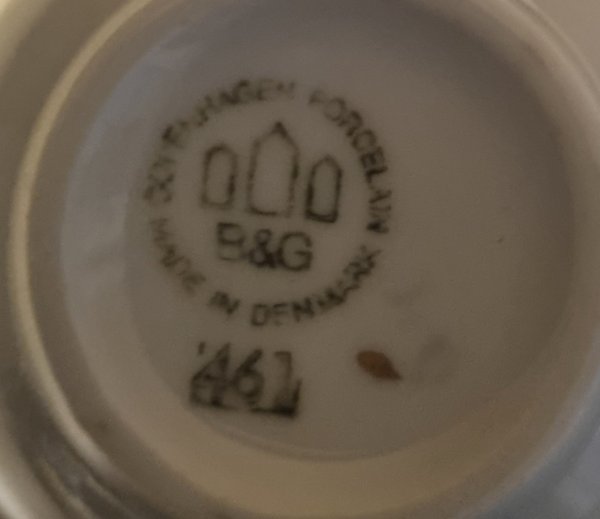 COPENHAGEN PORCELAIN
B&G
MADE IN DENMARK
461